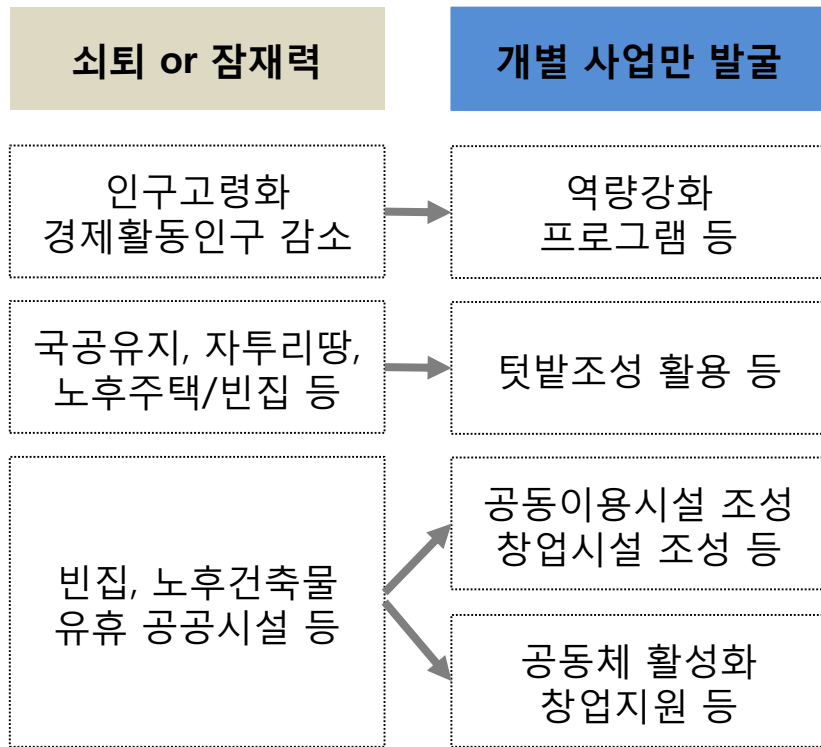 쇠퇴 or 잠재력
개별 사업만 발굴
인구고령화
경제활동인구 감소
역량강화
프로그램 등
국공유지, 자투리땅,
노후주택/빈집 등
텃밭조성 활용 등
빈집, 노후건축물
유휴 공공시설 등
공동이용시설 조성
창업시설 조성 등
공동체 활성화
창업지원 등